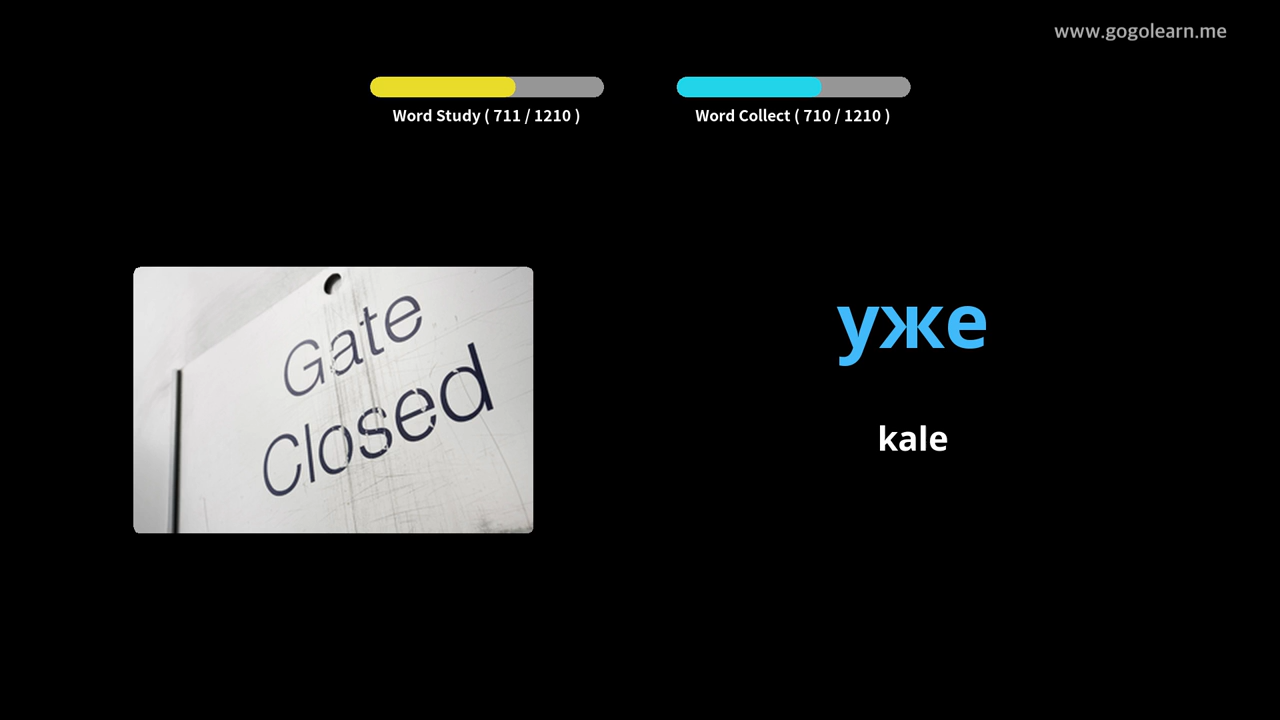 www.gogolearn.me
Word Study ( 711 / 1210 )
Word Collect ( 710 / 1210 )
Gate
Closed
уже
kale